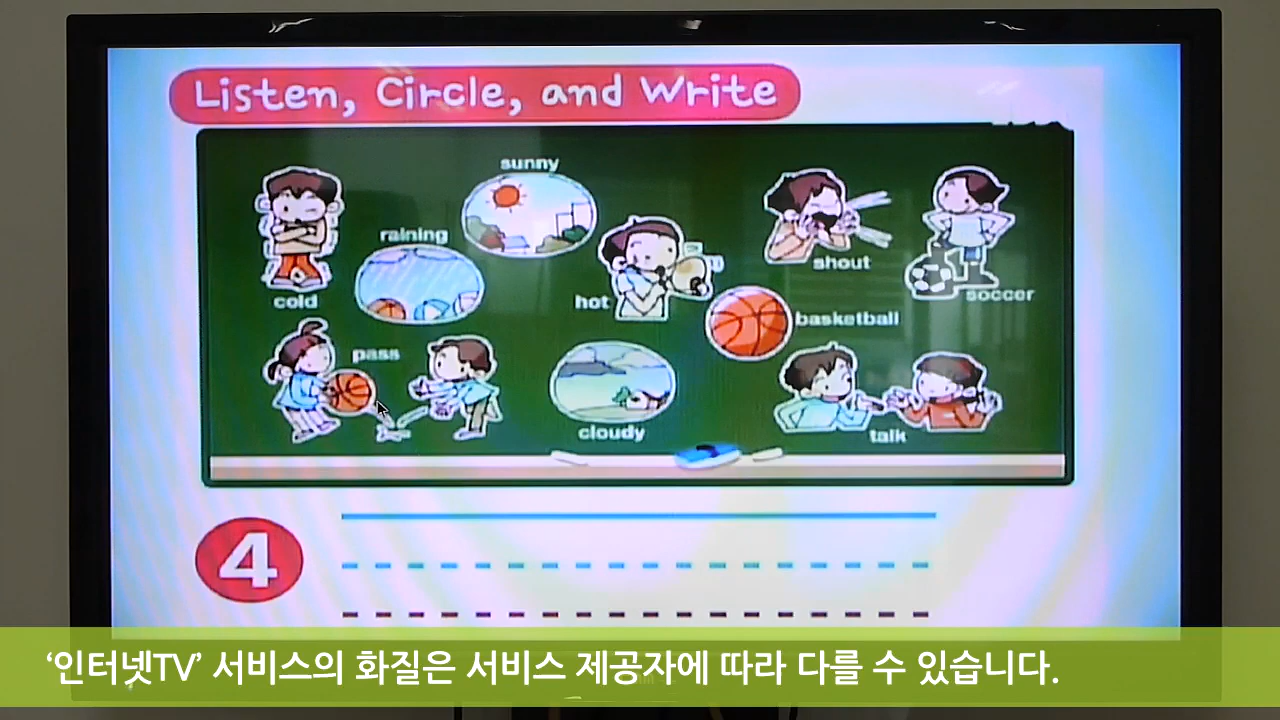 Listen, Circle, and Write
sunny
raining
cold
hot
shout
soccer
basketball
pass
cloudy
talk
4
‘인터넷TV’ 서비스의 화질은 서비스 제공자에 따라 다를 수 있습니다.